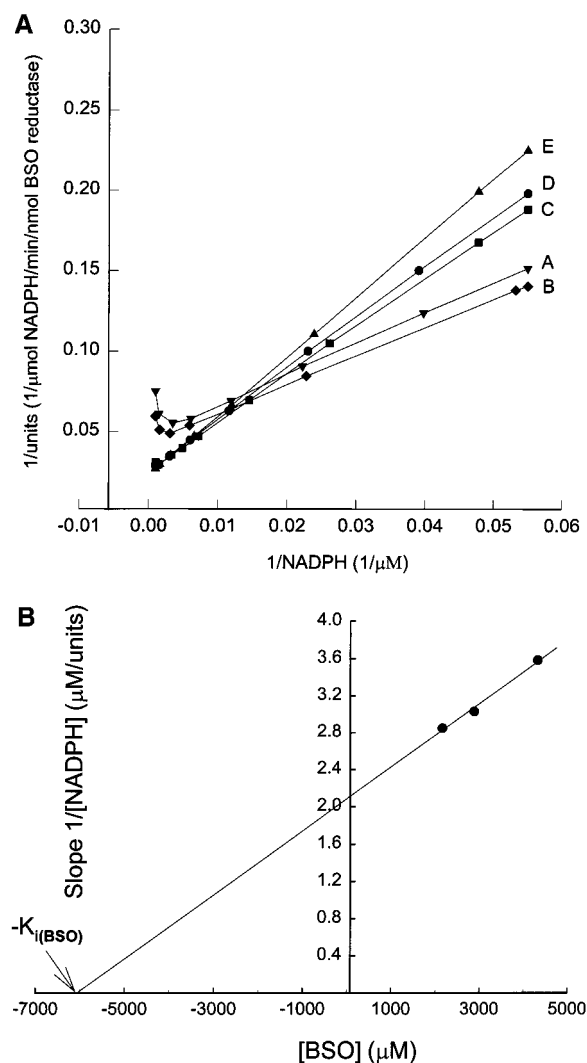 A
1/units (1/μmol NADPH/min/nmol BSO reductase)
0.30
0.25
0.20
0.15
0.10
0.05
E
D
C
A
B
-0.01 0.00 0.01 0.02 0.03 0.04 0.05 0.06
1/NADPH (1/μM)
B
Slope 1/[NADPH] (μM/units)
4.0
3.6
3.2
2.8
2.4
2.0
1.6
1.2
0.8
0.4
-Ki(BSO)
-7000 -5000 -3000 -1000 1000 3000 5000
[BSO] (μM)